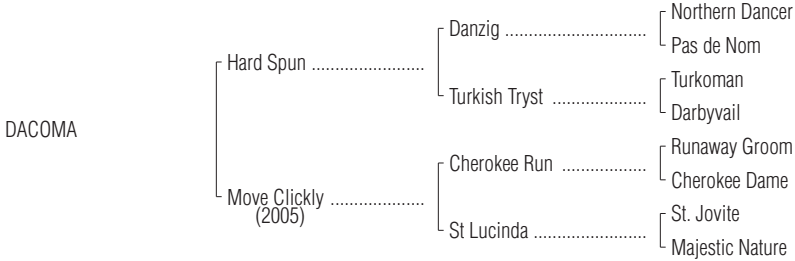 Northern Dancer
Danzig ..............................
Pas de Nom
Hard Spun ........................
Turkoman
Turkish Tryst ....................
Darbyvail
DACOMA
Runaway Groom
Cherokee Run ..................
Cherokee Dame
Move Clickly ....................
(2005)
St. Jovite
St Lucinda ........................
Majestic Nature